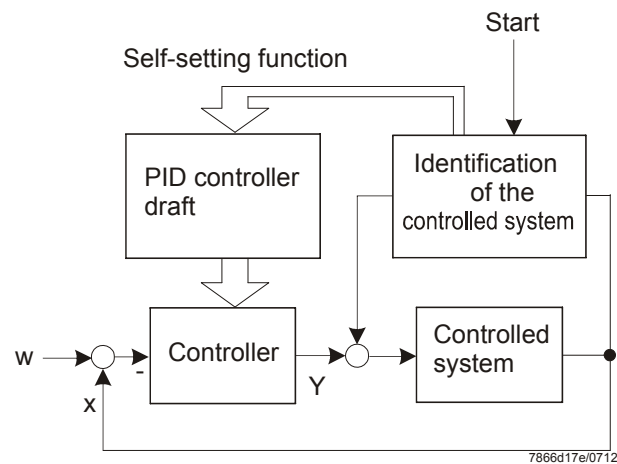 Start
Self-setting function
PID controller
draft
Identification
of the
controlled system
Controller
Controlled
system
w
-
Y
x
7866d17e/0712